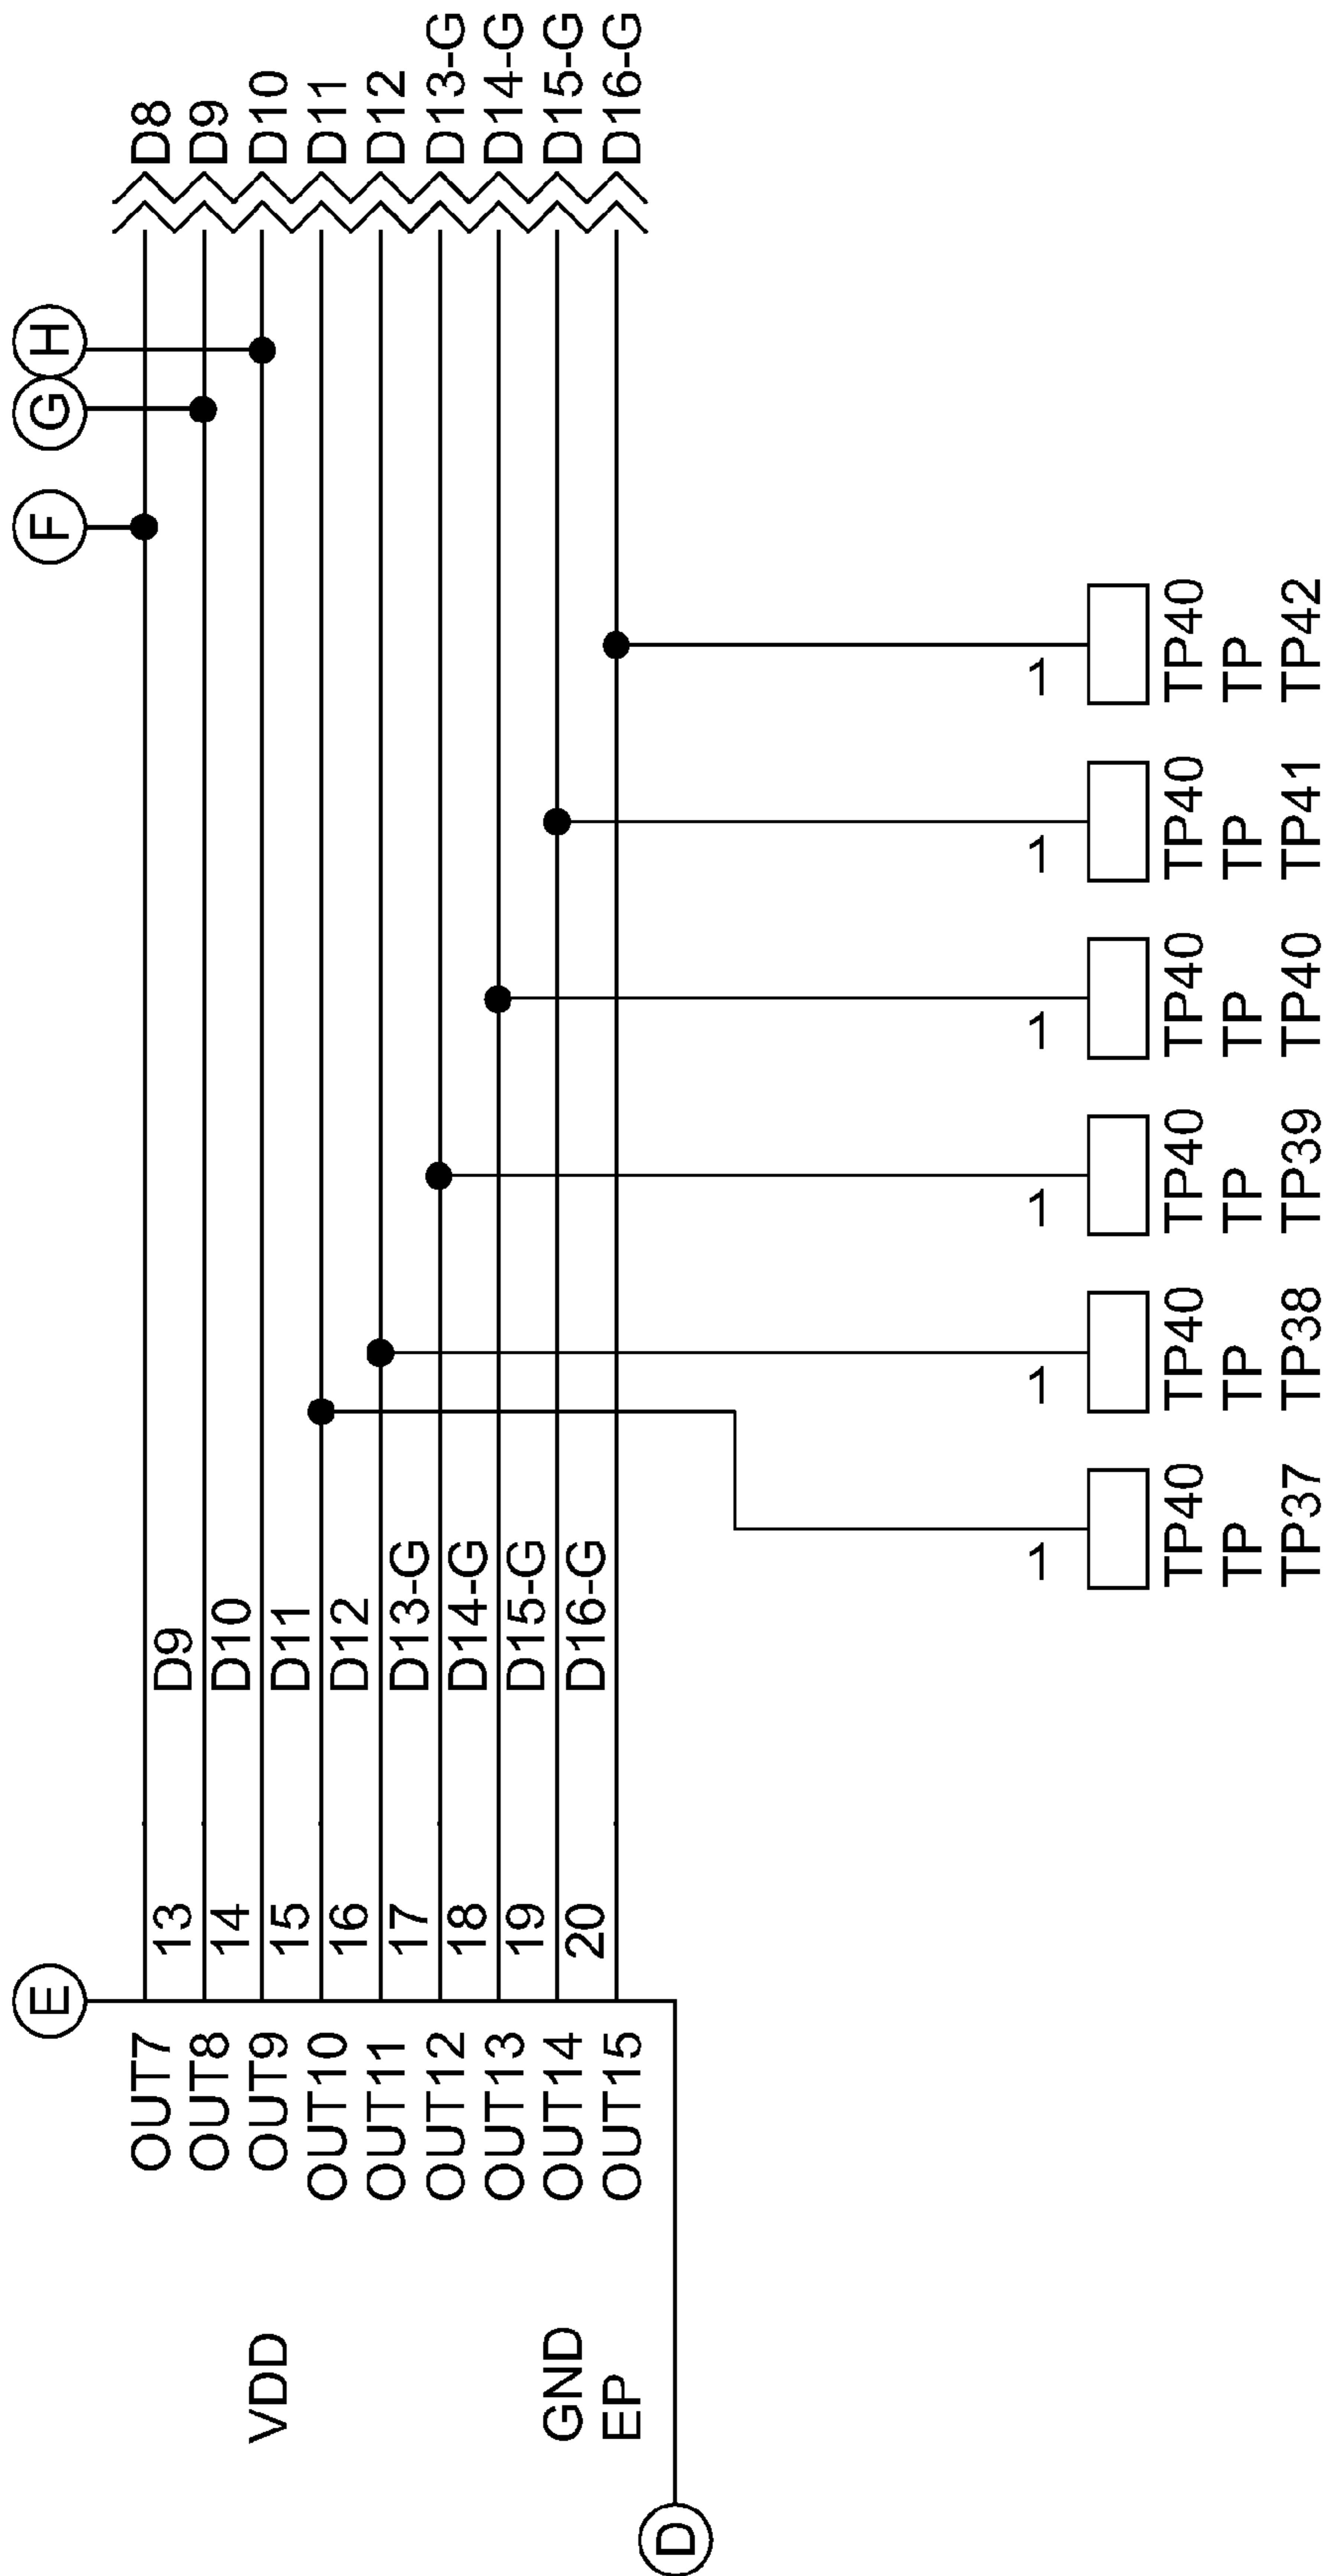 E F G H
OUT7 D8
13 D9
OUT8 D9
14 D10
VDD OUT9 D10
15 D11
OUT10 D11
16 D12
OUT11 D12
17 D13-G
OUT12 D13-G
18 D14-G
OUT13 D14-G
19 D15-G
GND OUT14 D15-G
20 D16-G
EP OUT15 D16-G
D
1 1 1 1 1 1
TP40 TP40 TP40 TP40 TP40 TP40
TP TP TP TP TP TP
TP37 TP38 TP39 TP40 TP41 TP42